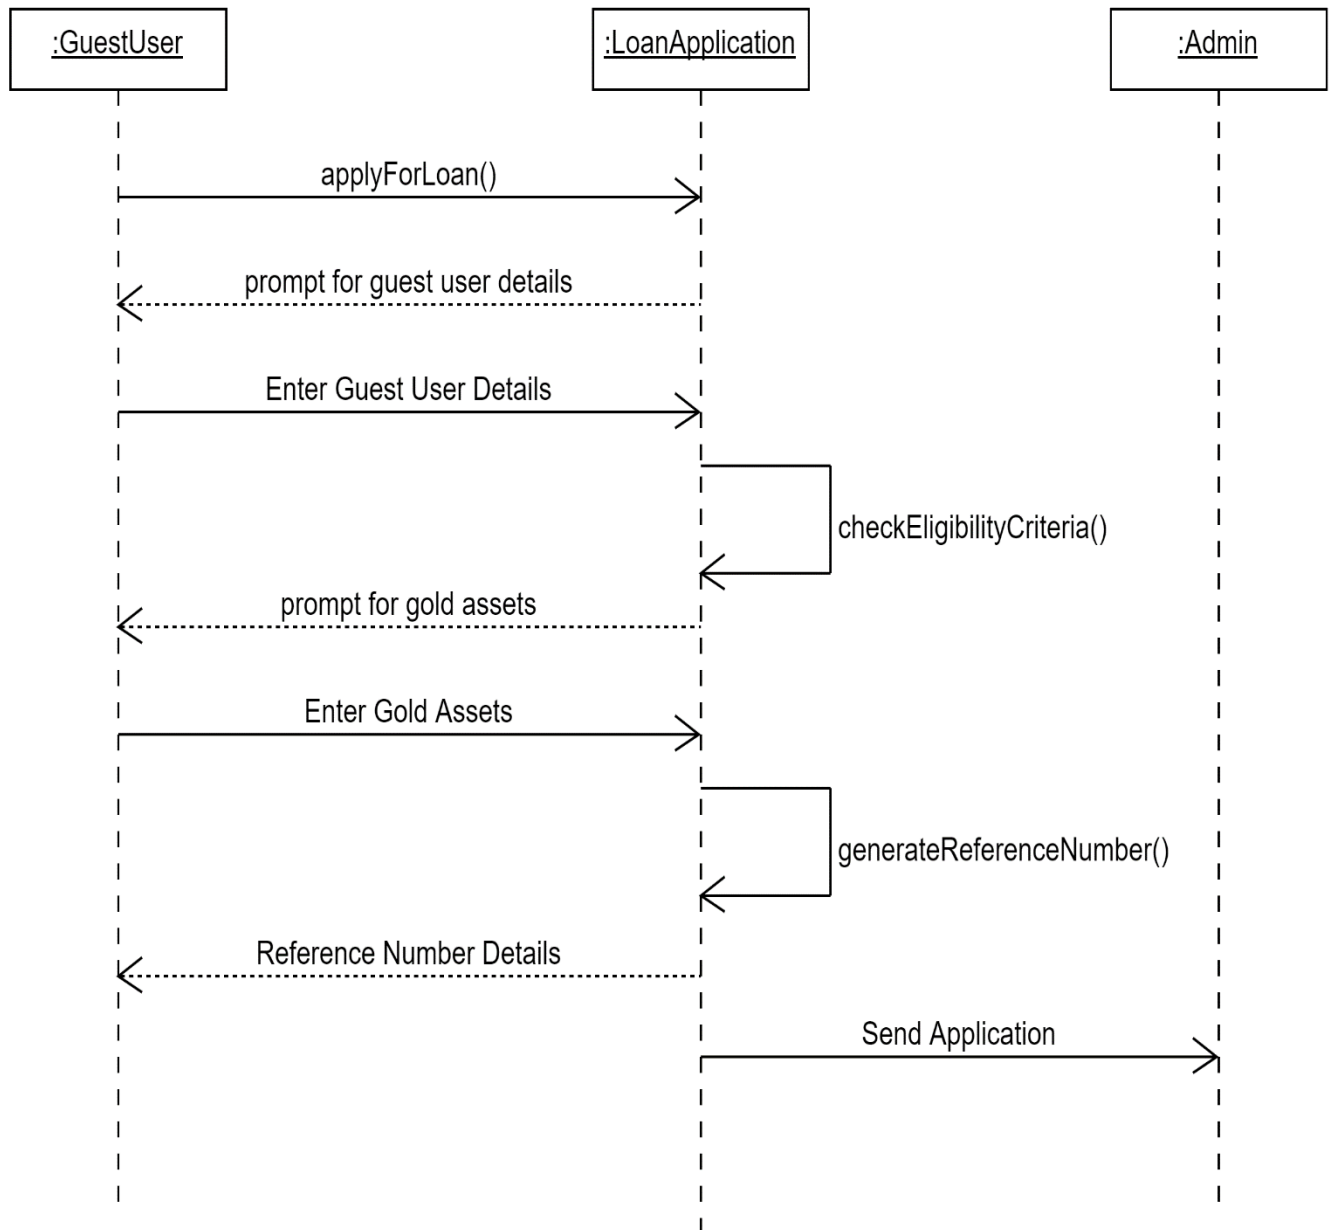 :GuestUser
:LoanApplication
:Admin
applyForLoan()
prompt for guest user details
Enter Guest User Details
checkEligibilityCriteria()
prompt for gold assets
Enter Gold Assets
generateReferenceNumber()
Reference Number Details
Send Application